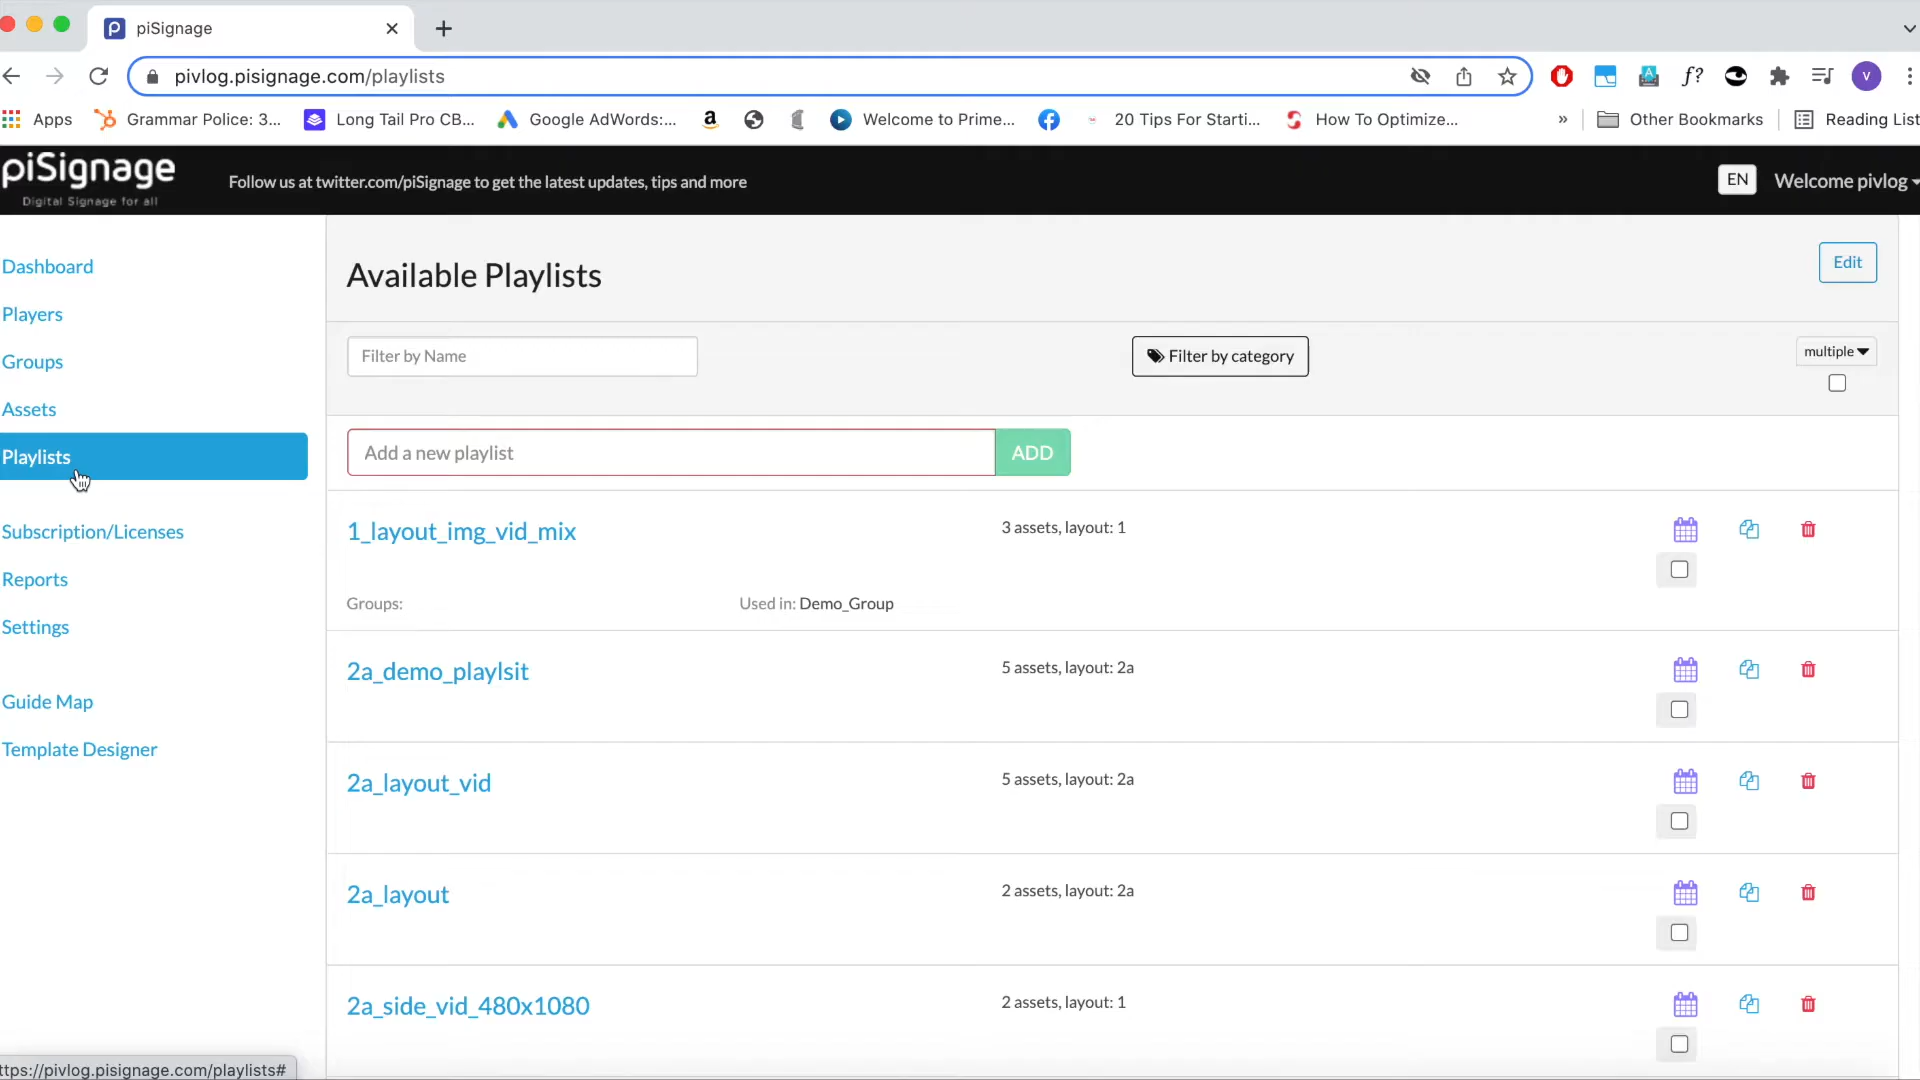 piSignage
pivlog.pisignage.com/playlists
Apps
Grammar Police: 3...
Long Tail Pro CB...
Google AdWords:...
Welcome to Prime...
20 Tips For Starti...
How To Optimize...
»
Other Bookmarks
Reading List
piSignage
Digital Signage for all
Follow us at twitter.com/piSignage to get the latest updates, tips and more
EN
Welcome pivlog
Dashboard
Players
Groups
Assets
Playlists
Subscription/Licenses
Reports
Settings
Guide Map
Template Designer
Available Playlists
Edit
Filter by Name
Filter by category
multiple
Add a new playlist
ADD
1_layout_img_vid_mix
3 assets, layout: 1
Groups:
Used in: Demo_Group
2a_demo_playlsit
5 assets, layout: 2a
2a_layout_vid
5 assets, layout: 2a
2a_layout
2 assets, layout: 2a
2a_side_vid_480x1080
2 assets, layout: 1
ttps://pivlog.pisignage.com/playlists#